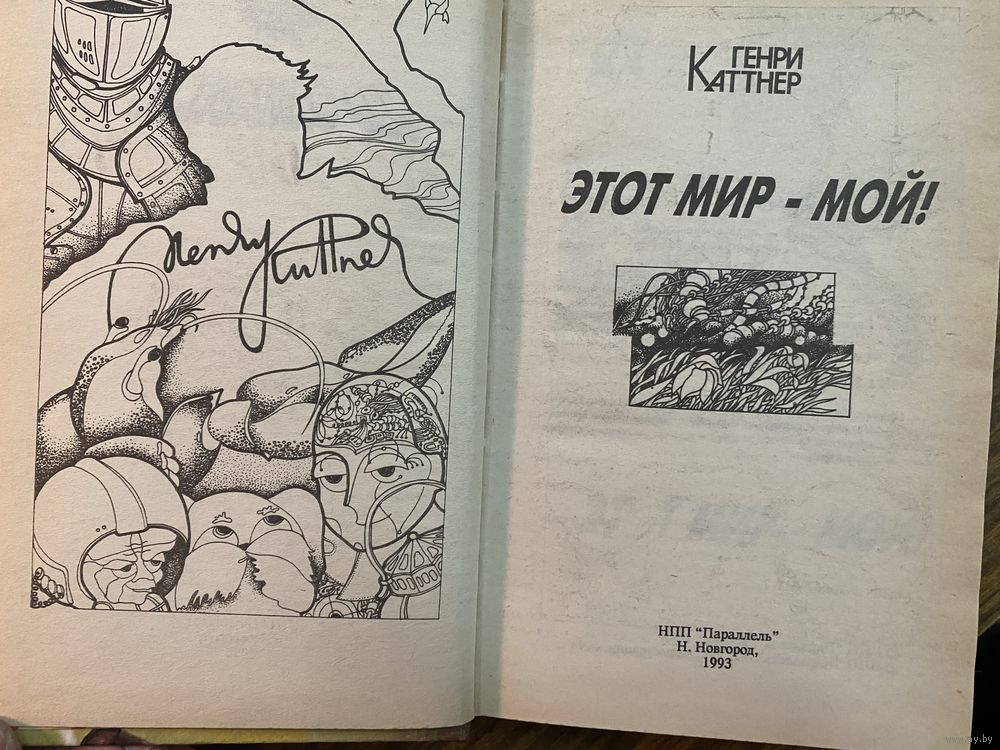 Henry Kuttner
ГЕНРИ
КАТТНЕР
ЭТОТ МИР - МОЙ!
НПП "Параллель"
Н. Новгород,
1993